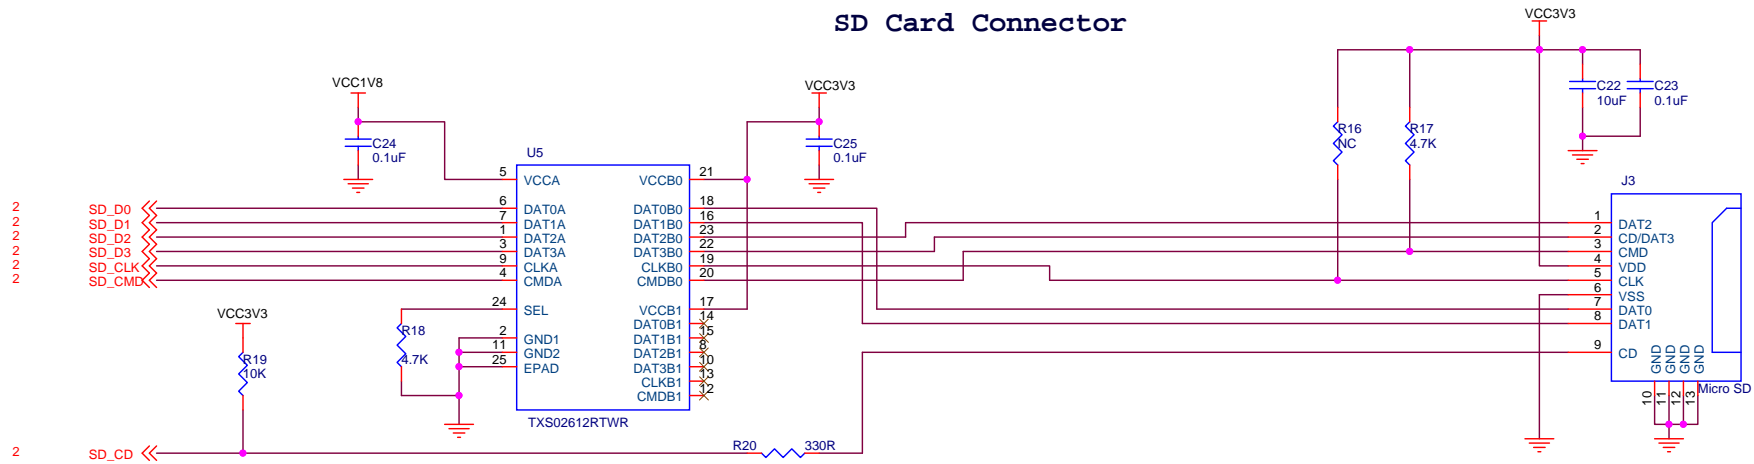 SD Card Connector
VCC3V3
VCC1V8
VCC3V3
C22
10uF
C23
0.1uF
C24
0.1uF
C25
0.1uF
R16
NC
R17
4.7K
U5
J3
5 VCCA VCCB0 21
2 SD_D0 6 DAT0A DAT0B0 18
2 SD_D1 7 DAT1A DAT1B0 16
2 SD_D2 1 DAT2A DAT2B0 23
2 SD_D3 3 DAT3A DAT3B0 22
2 SD_CLK 9 CLKA CLKB0 19
2 SD_CMD 4 CMDA CMDB0 20
24 SEL VCCB1 17
DAT0B1 14
2 GND1 DAT1B1 15
11 GND2 DAT2B1 8
25 EPAD DAT3B1 10
CLKB1 13
CMDB1 12
TXS02612RTWR
1 DAT2
2 CD/DAT3
3 CMD
4 VDD
5 CLK
6 VSS
7 DAT0
8 DAT1
9 CD
GND GND GND GND
10 11 12 13
Micro SD
VCC3V3
R18
4.7K
R19
10K
R20 330R
2 SD_CD